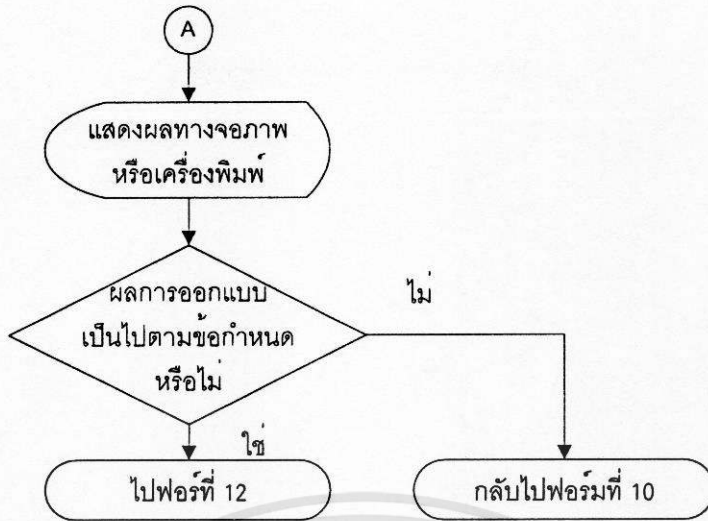 A
แสดงผลทางจอภาพ
หรือเครื่องพิมพ์
ผลการออกแบบ
เป็นไปตามข้อกำหนด
หรือไม่
ไม่
ใช่
ไปฟอร์ที่ 12
กลับไปฟอร์มที่ 10